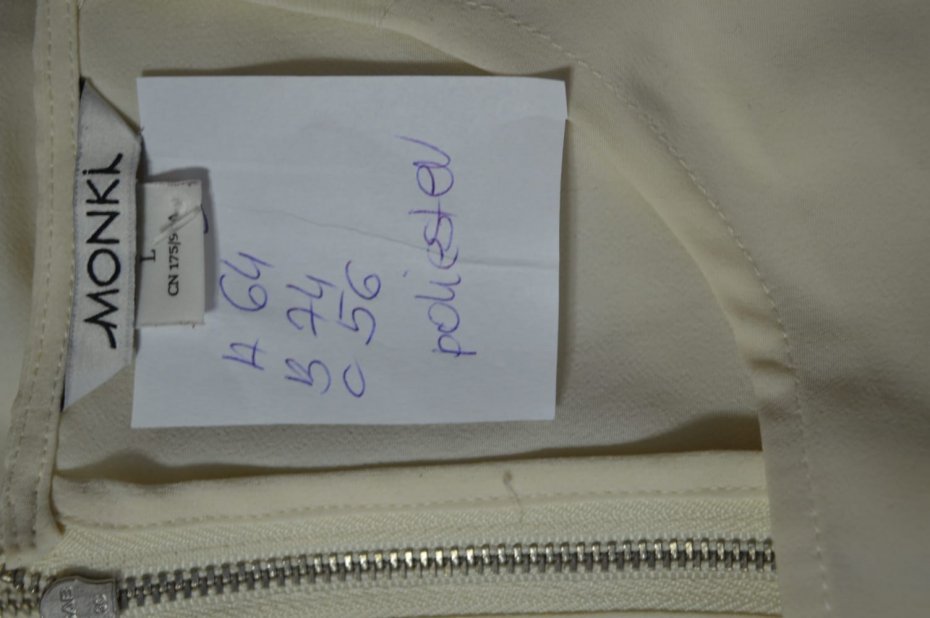 MONKI
L
CN 175/
A 64
B 74
C 56
poliester